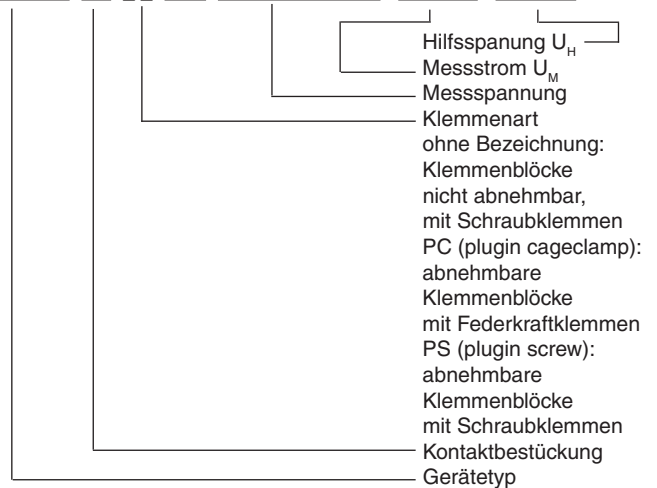 Hilfsspanung U_H
Messstrom U_M
Messspannung
Klemmenart
ohne Bezeichnung:
Klemmenblöcke
nicht abnehmbar,
mit Schraubklemmen
PC (plugin cageclamp):
abnehmbare
Klemmenblöcke
mit Federkraftklemmen
PS (plugin screw):
abnehmbare
Klemmenblöcke
mit Schraubklemmen
Kontaktbestückung
Gerätetyp